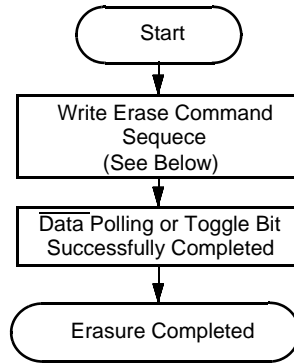 Start
Write Erase Command
Sequece
(See Below)
Data Polling or Toggle Bit
Successfully Completed
Erasure Completed